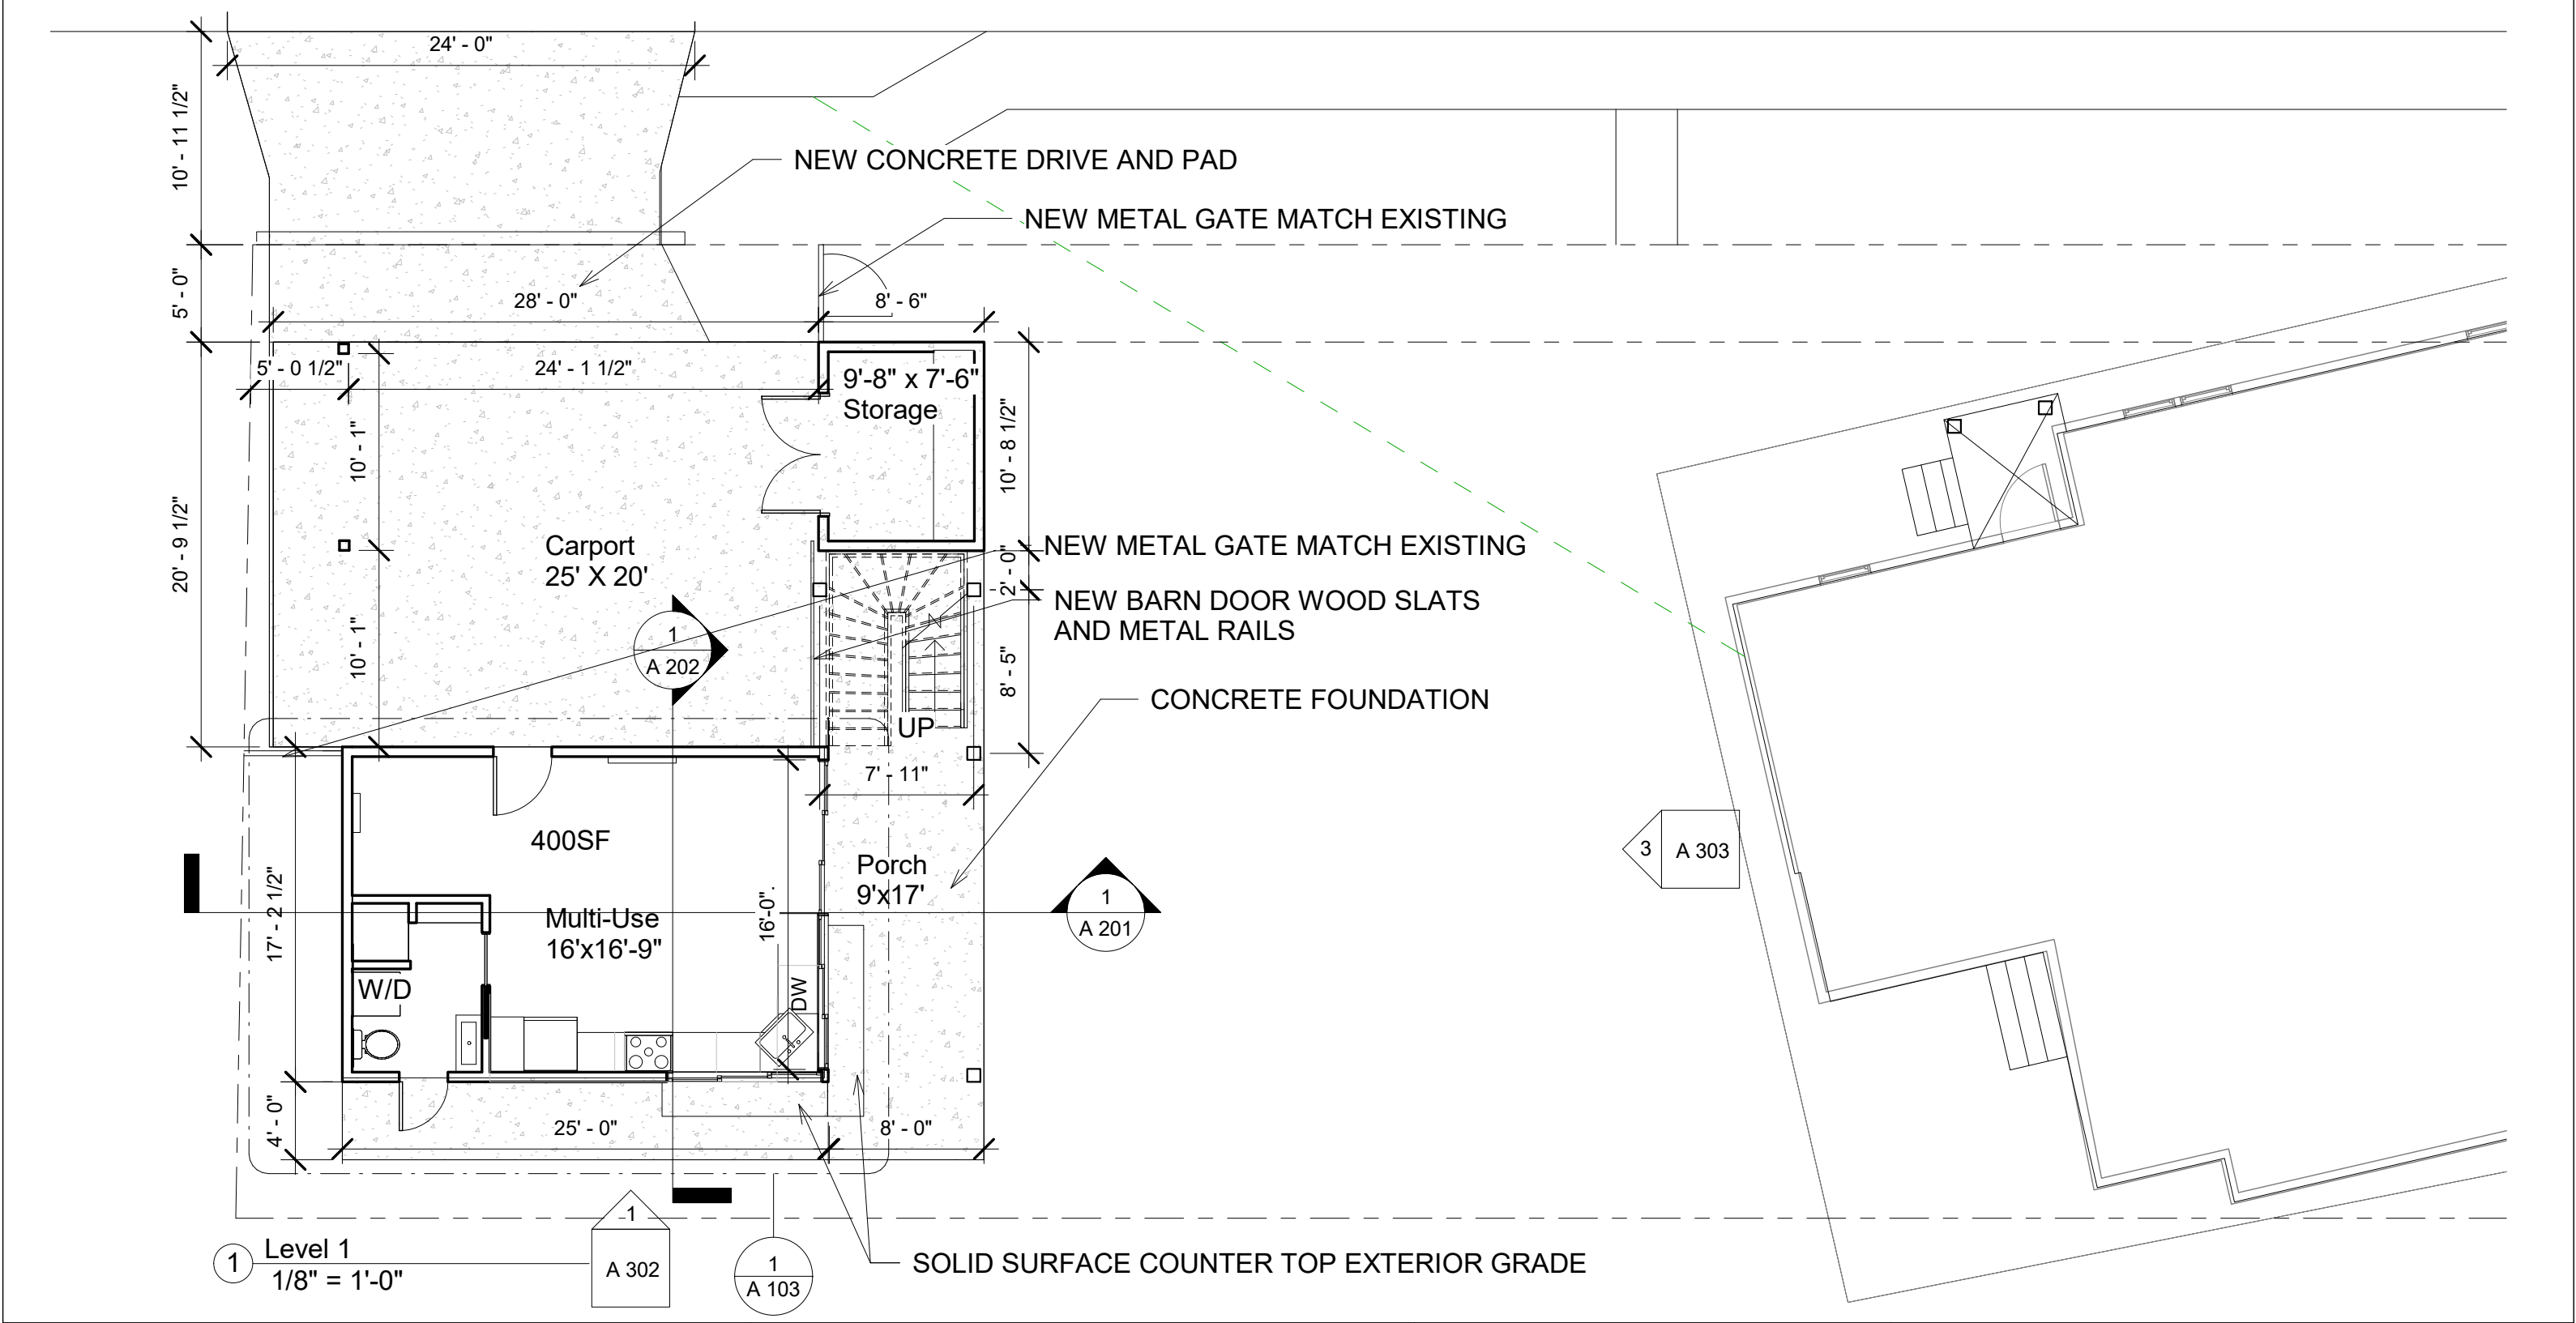 24' - 0"
10' - 11 1/2"
NEW CONCRETE DRIVE AND PAD
NEW METAL GATE MATCH EXISTING
5' - 0"
28' - 0"
8' - 6"
5' - 0 1/2"
24' - 1 1/2"
9'-8" x 7'-6"
Storage
10' - 1"
10' - 8 1/2"
20' - 9 1/2"
Carport
25' X 20'
NEW METAL GATE MATCH EXISTING
2' - 0"
NEW BARN DOOR WOOD SLATS
AND METAL RAILS
1
A 202
10' - 1"
8' - 5"
CONCRETE FOUNDATION
UP
7' - 11"
400SF
Porch
9'x17'
3
A 303
17' - 2 1/2"
Multi-Use
16'x16'-9"
16'-0".
1
A 201
W/D
DW
4' - 0"
25' - 0"
8' - 0"
1
Level 1
1/8" = 1'-0"
1
A 302
1
A 103
SOLID SURFACE COUNTER TOP EXTERIOR GRADE